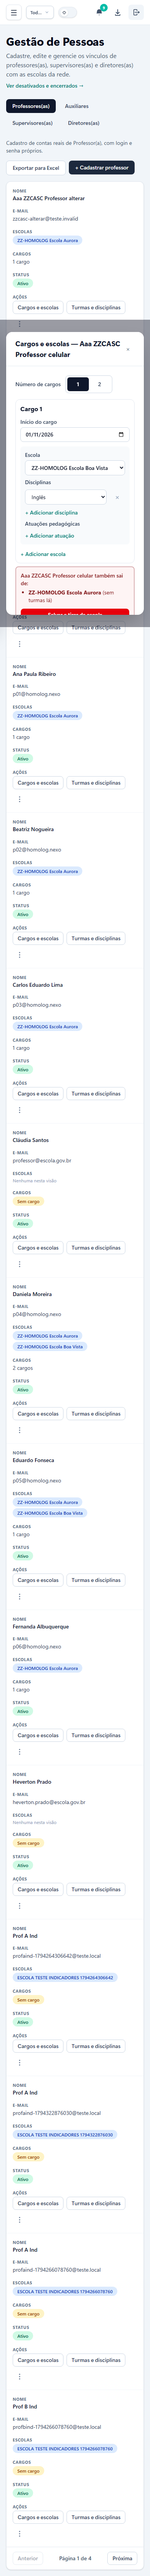 Tod...
Gestão de Pessoas
Cadastre, edite e organize os vínculos de
professores(as), supervisores(as) e diretores(as)
com as escolas.
Ver desativados e encerrados →
Professores(as)
Auxiliares
Supervisores(as)
Diretores(as)
Cadastro de contas reais de Professor(a), com login e
senha próprios.
Exportar para Excel
+ Cadastrar professor
NOME
Aaa ZZCASC Professor alterar
E-MAIL
zzcasc-alterar@teste.invalid
ESCOLAS
ZZ-HOMOLOG Escola Aurora
CARGOS
1 cargo
STATUS
Ativo
AÇÕES
Cargos e escolas
Turmas e disciplinas
Cargos e escolas — Aaa ZZCASC
Professor celular
×
Número de cargos
1
2
Cargo 1
Início do cargo
01/11/2026
Escola
ZZ-HOMOLOG Escola Boa Vista
Disciplinas
Inglês
×
+ Adicionar disciplina
Atuações pedagógicas
+ Adicionar atuação
+ Adicionar escola
Aaa ZZCASC Professor celular também sai
de:
• ZZ-HOMOLOG Escola Aurora (sem
turmas lá)
AÇÕES
Cargos e escolas
Turmas e disciplinas
NOME
Ana Paula Ribeiro
E-MAIL
p01@homolog.nexo
ESCOLAS
ZZ-HOMOLOG Escola Aurora
CARGOS
1 cargo
STATUS
Ativo
AÇÕES
Cargos e escolas
Turmas e disciplinas
NOME
Beatriz Nogueira
E-MAIL
p02@homolog.nexo
ESCOLAS
ZZ-HOMOLOG Escola Aurora
CARGOS
1 cargo
STATUS
Ativo
AÇÕES
Cargos e escolas
Turmas e disciplinas
NOME
Carlos Eduardo Lima
E-MAIL
p03@homolog.nexo
ESCOLAS
ZZ-HOMOLOG Escola Aurora
CARGOS
1 cargo
STATUS
Ativo
AÇÕES
Cargos e escolas
Turmas e disciplinas
NOME
Cláudia Santos
E-MAIL
professor@escola.gov.br
ESCOLAS
Nenhuma neste visão
CARGOS
Sem cargo
STATUS
Ativo
AÇÕES
Cargos e escolas
Turmas e disciplinas
NOME
Daniela Moreira
E-MAIL
p04@homolog.nexo
ESCOLAS
ZZ-HOMOLOG Escola Aurora
ZZ-HOMOLOG Escola Boa Vista
CARGOS
2 cargos
STATUS
Ativo
AÇÕES
Cargos e escolas
Turmas e disciplinas
NOME
Eduardo Fonseca
E-MAIL
p05@homolog.nexo
ESCOLAS
ZZ-HOMOLOG Escola Aurora
ZZ-HOMOLOG Escola Boa Vista
CARGOS
1 cargo
STATUS
Ativo
AÇÕES
Cargos e escolas
Turmas e disciplinas
NOME
Fernanda Albuquerque
E-MAIL
p06@homolog.nexo
ESCOLAS
ZZ-HOMOLOG Escola Aurora
CARGOS
1 cargo
STATUS
Ativo
AÇÕES
Cargos e escolas
Turmas e disciplinas
NOME
Heverton Prado
E-MAIL
heverton.prado@escola.gov.br
ESCOLAS
Nenhuma neste visão
CARGOS
Sem cargo
STATUS
Ativo
AÇÕES
Cargos e escolas
Turmas e disciplinas
NOME
Prof A Ind
E-MAIL
profaind-1794264306642@teste.local
ESCOLAS
ESCOLA TESTE INDICADORES 1794264306642
CARGOS
Sem cargo
STATUS
Ativo
AÇÕES
Cargos e escolas
Turmas e disciplinas
NOME
Prof A Ind
E-MAIL
profaind-1794322876030@teste.local
ESCOLAS
ESCOLA TESTE INDICADORES 1794322876030
CARGOS
Sem cargo
STATUS
Ativo
AÇÕES
Cargos e escolas
Turmas e disciplinas
NOME
Prof A Ind
E-MAIL
profaind-1794266078760@teste.local
ESCOLAS
ESCOLA TESTE INDICADORES 1794266078760
CARGOS
Sem cargo
STATUS
Ativo
AÇÕES
Cargos e escolas
Turmas e disciplinas
NOME
Prof B Ind
E-MAIL
profbind-1794266078760@teste.local
ESCOLAS
ESCOLA TESTE INDICADORES 1794266078760
CARGOS
Sem cargo
STATUS
Ativo
AÇÕES
Cargos e escolas
Turmas e disciplinas
Anterior
Página 1 de 4
Próxima